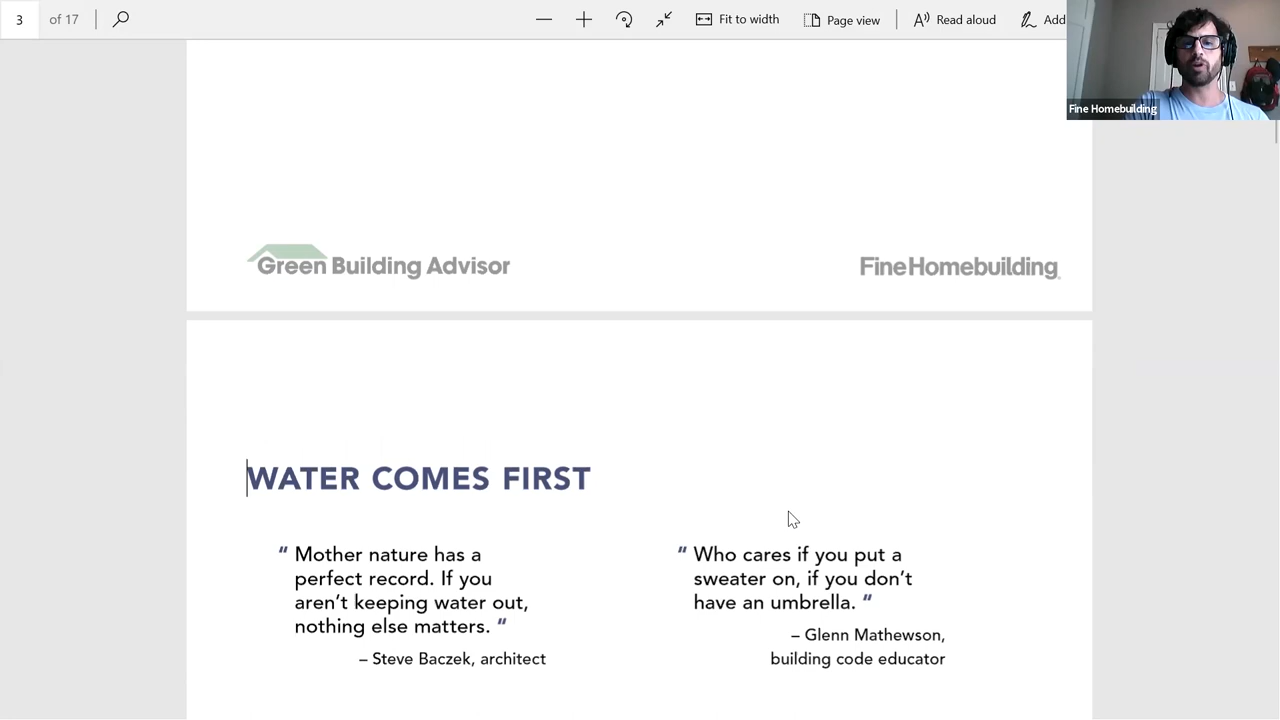 3 of 17 Fit to width Page view Read aloud Add
Fine Homebuilding
Green Building Advisor
FineHomebuilding
WATER COMES FIRST
“ Mother nature has a
perfect record. If you
aren’t keeping water out,
nothing else matters. “
– Steve Baczek, architect
“ Who cares if you put a
sweater on, if you don’t
have an umbrella. “
– Glenn Mathewson,
building code educator